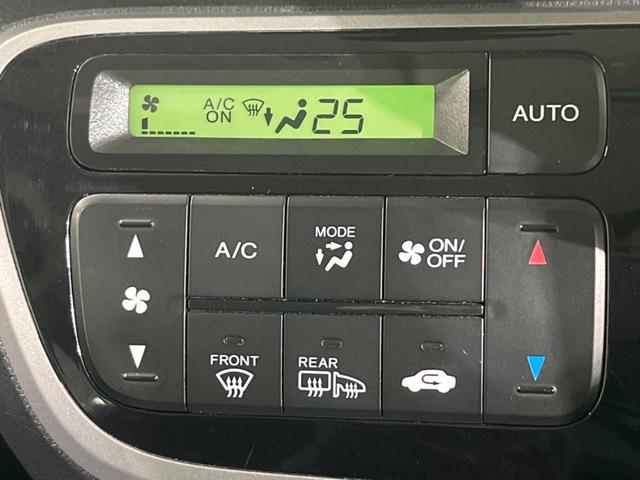 A/C
ON
25
AUTO
A/C
MODE
ON/
OFF
FRONT
REAR